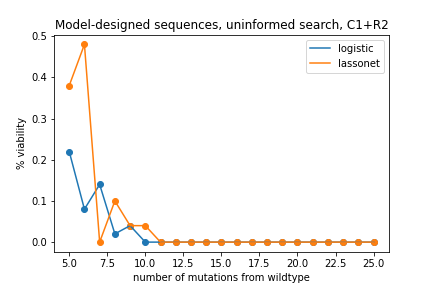 Model-designed sequences, uninformed search, C1+R2
logistic
lassonet
% viability
0.5
0.4
0.3
0.2
0.1
0.0
5.0 7.5 10.0 12.5 15.0 17.5 20.0 22.5 25.0
number of mutations from wildtype